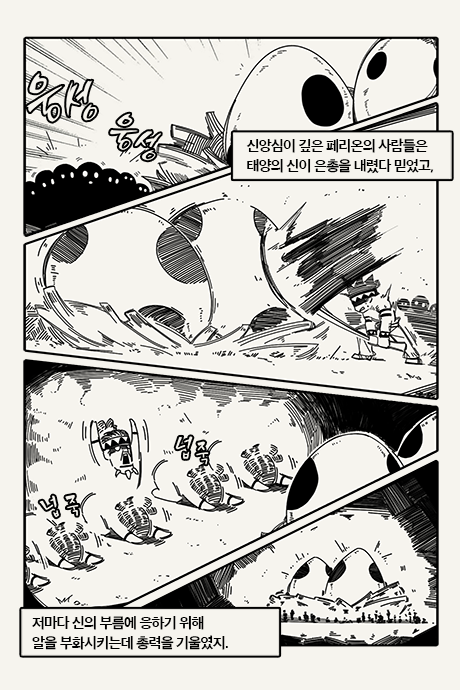 웅성
웅성
신앙심이 깊은 페리온의 사람들은
태양의 신이 은총을 내렸다 믿었고,
넙죽
넙죽
저마다 신의 부름에 응하기 위해
알을 부화시키는데 총력을 기울였지.